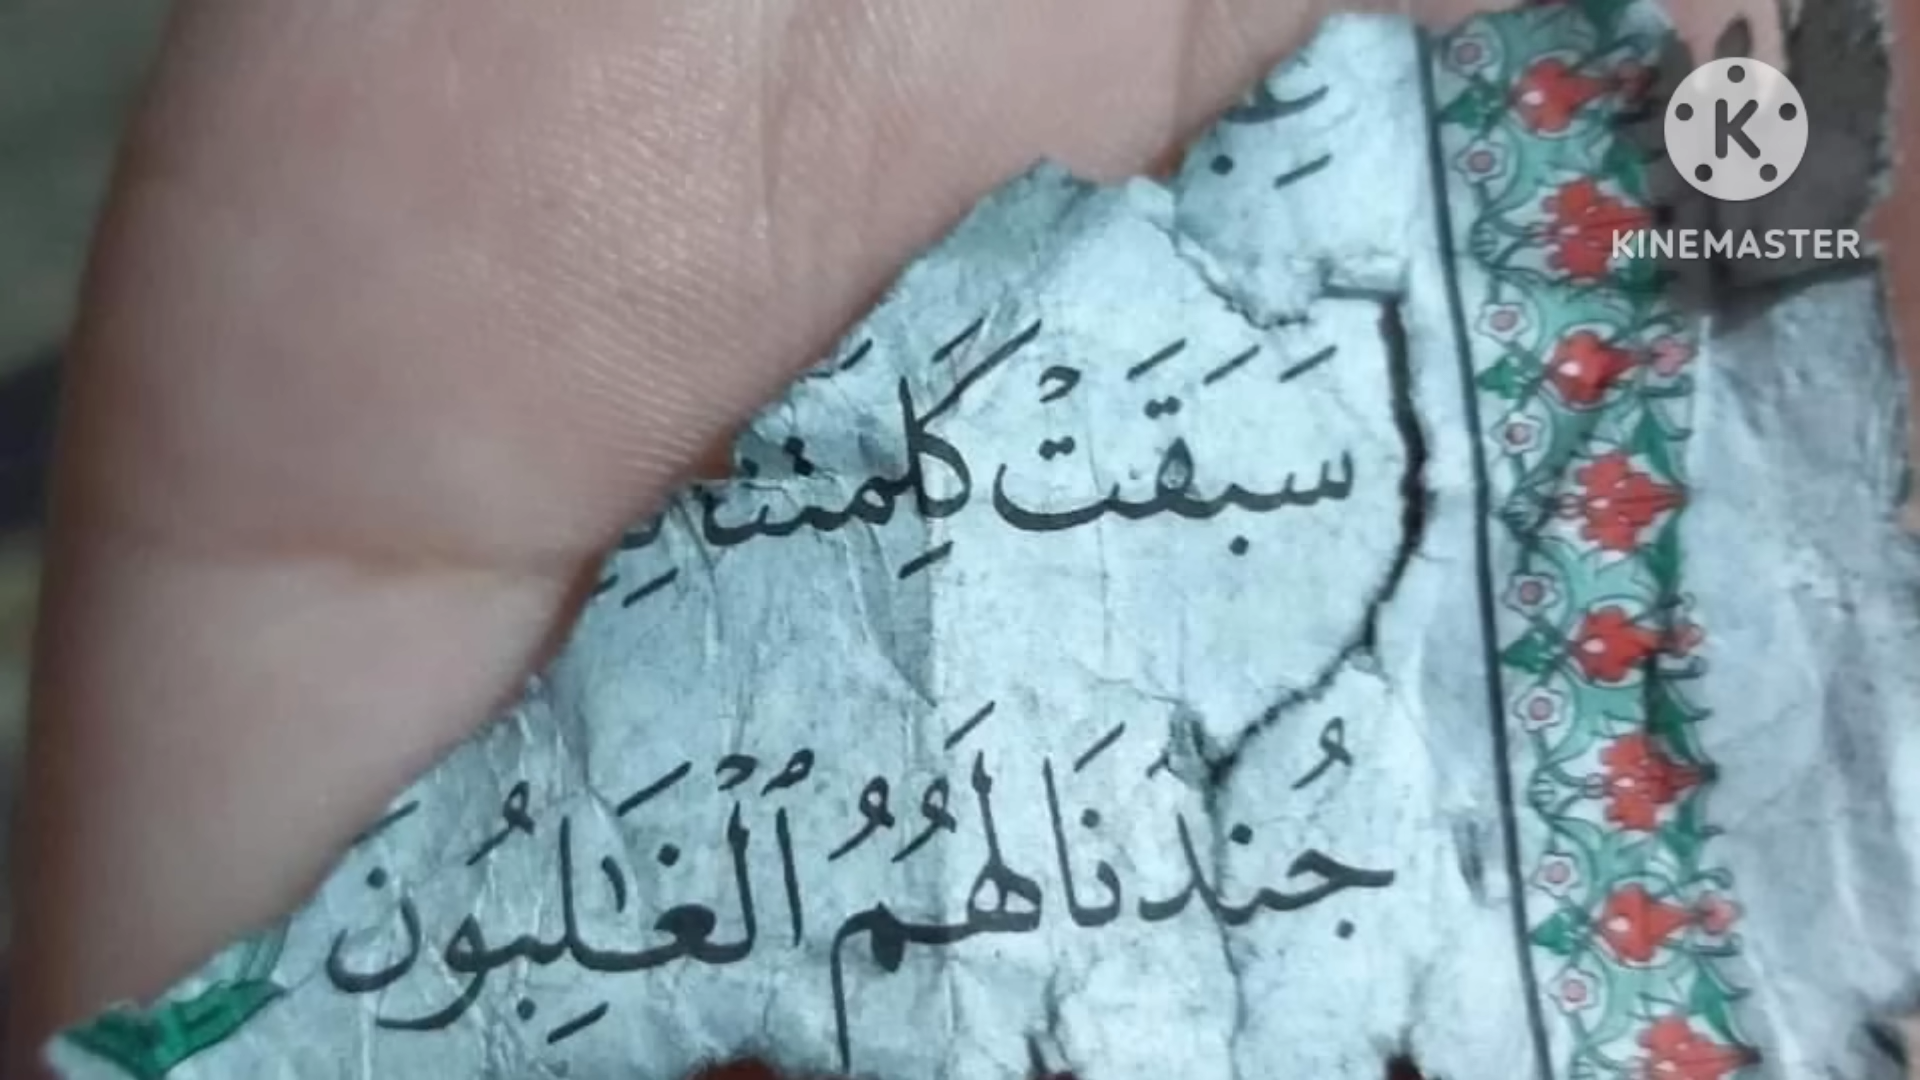 سَبَقَتْ كَلِمَتُنَا
جُندَنَا لَهُمُ ٱلْغَٰلِبُونَ
K
KINEMASTER